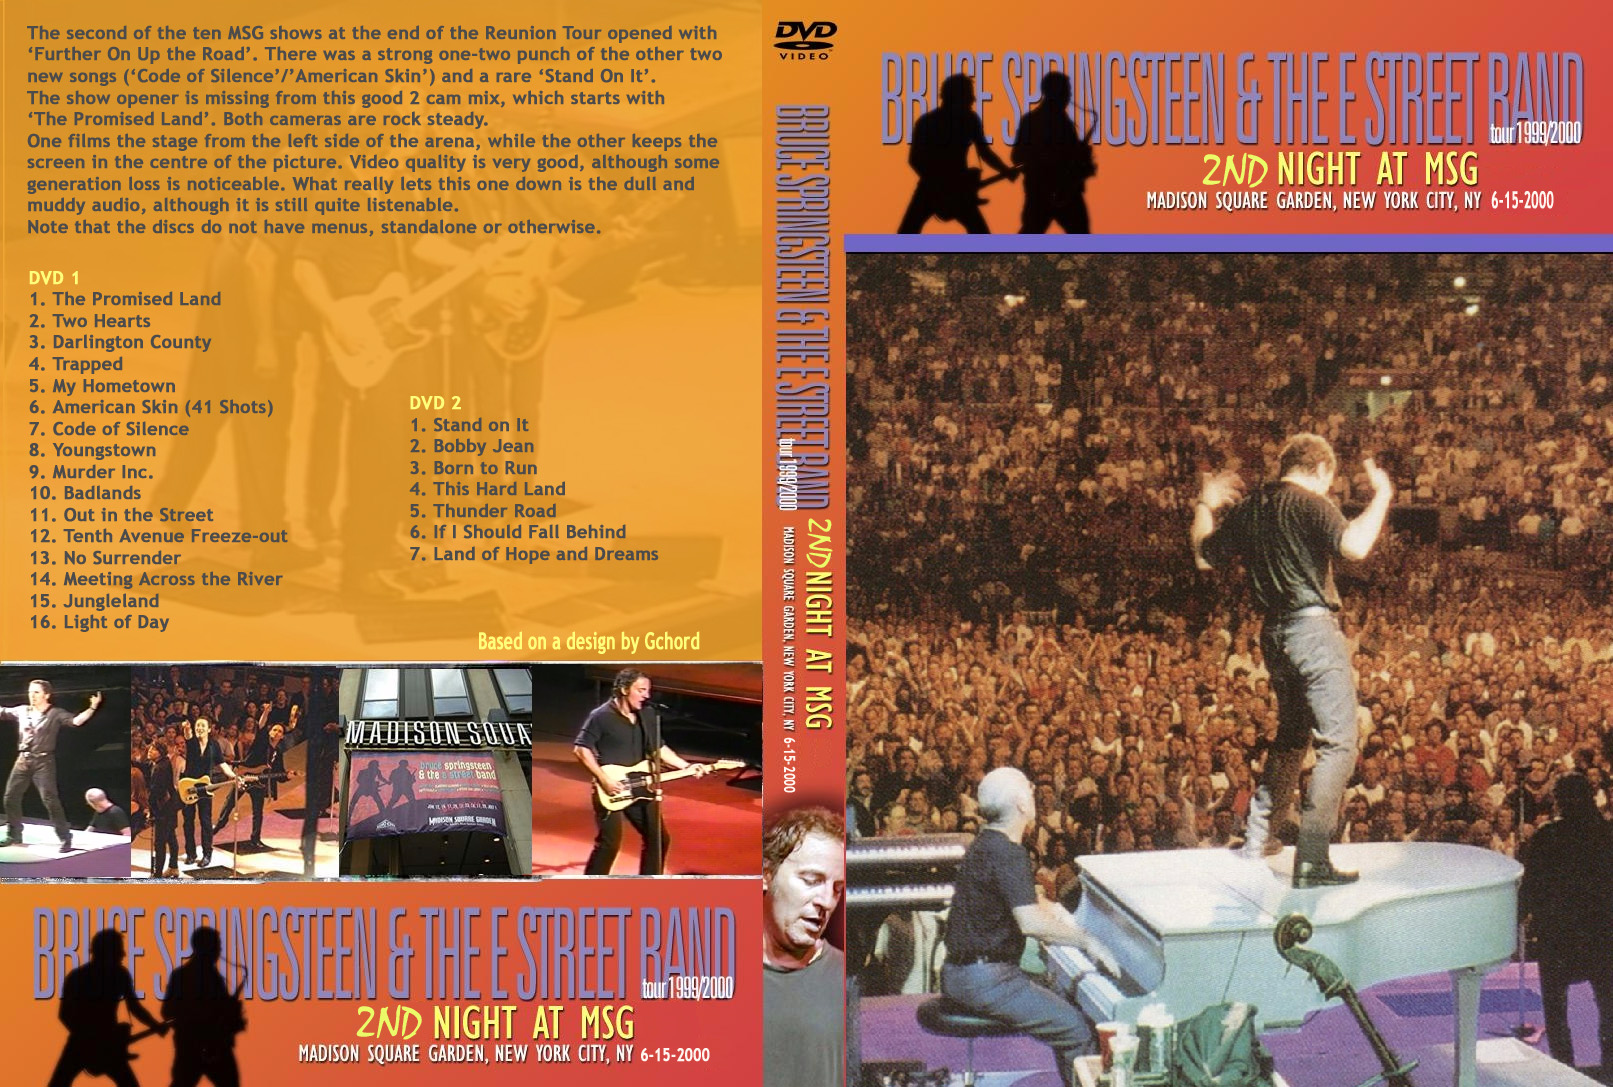 The second of the ten MSG shows at the end of the Reunion Tour opened with
‘Further On Up the Road’. There was a strong one-two punch of the other two
new songs (‘Code of Silence’/’American Skin’) and a rare ‘Stand On It’.
The show opener is missing from this good 2 cam mix, which starts with
‘The Promised Land’. Both cameras are rock steady.
One films the stage from the left side of the arena, while the other keeps the
screen in the centre of the picture. Video quality is very good, although some
generation loss is noticeable. What really lets this one down is the dull and
muddy audio, although it is still quite listenable.
Note that the discs do not have menus, standalone or otherwise.
DVD 1
1. The Promised Land
2. Two Hearts
3. Darlington County
4. Trapped
5. My Hometown
6. American Skin (41 Shots)
7. Code of Silence
8. Youngstown
9. Murder Inc.
10. Badlands
11. Out in the Street
12. Tenth Avenue Freeze-out
13. No Surrender
14. Meeting Across the River
15. Jungleland
16. Light of Day
DVD 2
1. Stand on It
2. Bobby Jean
3. Born to Run
4. This Hard Land
5. Thunder Road
6. If I Should Fall Behind
7. Land of Hope and Dreams
Based on a design by Gchord
MADISON SQUA
bruce springsteen
& the e street band
MADISON SQUARE GARDEN
BRUCE SPRINGSTEEN & THE E STREET BAND
tour 1999/2000
2ND NIGHT AT MSG
MADISON SQUARE GARDEN, NEW YORK CITY, NY 6-15-2000
DVD
VIDEO
BRUCE SPRINGSTEEN & THE E STREET BAND
tour 1999/2000
2ND NIGHT AT MSG
MADISON SQUARE GARDEN, NEW YORK CITY, NY 6-15-2000
BRUCE SPRINGSTEEN & THE E STREET BAND
tour 1999/2000
2ND NIGHT AT MSG
MADISON SQUARE GARDEN, NEW YORK CITY, NY 6-15-2000